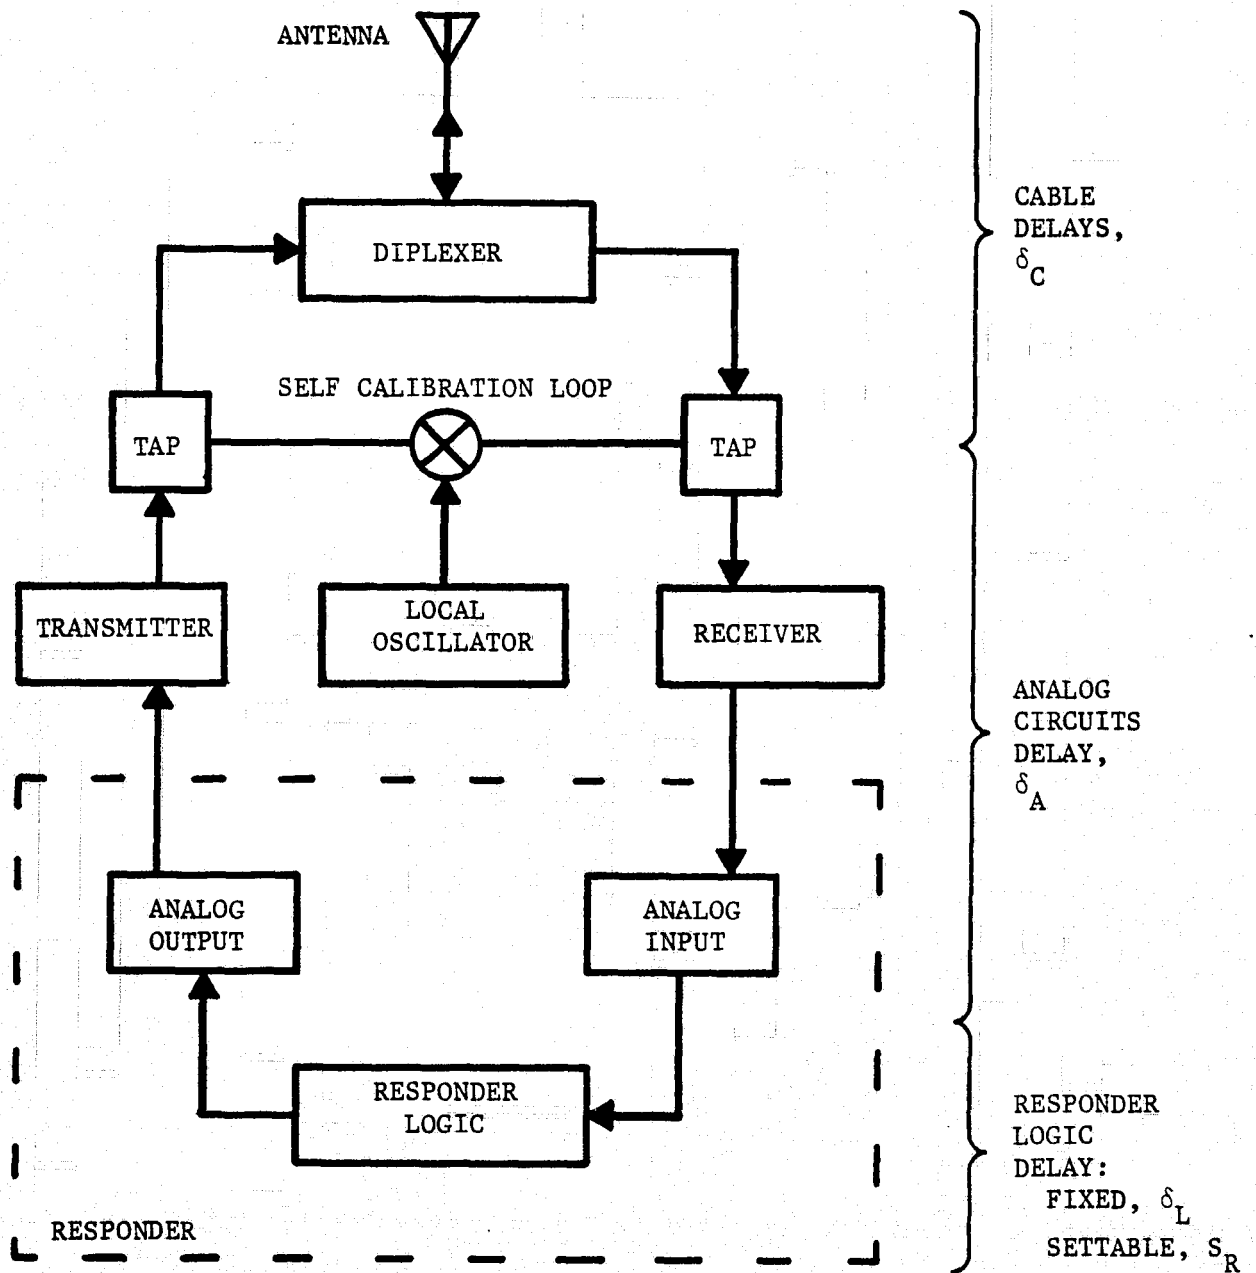 ANTENNA
DIPLEXER
CABLE
DELAYS,
δC
SELF CALIBRATION LOOP
TAP
TAP
TRANSMITTER
LOCAL
OSCILLATOR
RECEIVER
ANALOG
CIRCUITS
DELAY,
δA
ANALOG
OUTPUT
ANALOG
INPUT
RESPONDER
LOGIC
RESPONDER
LOGIC
DELAY:
FIXED, δL
SETTABLE, SR
RESPONDER